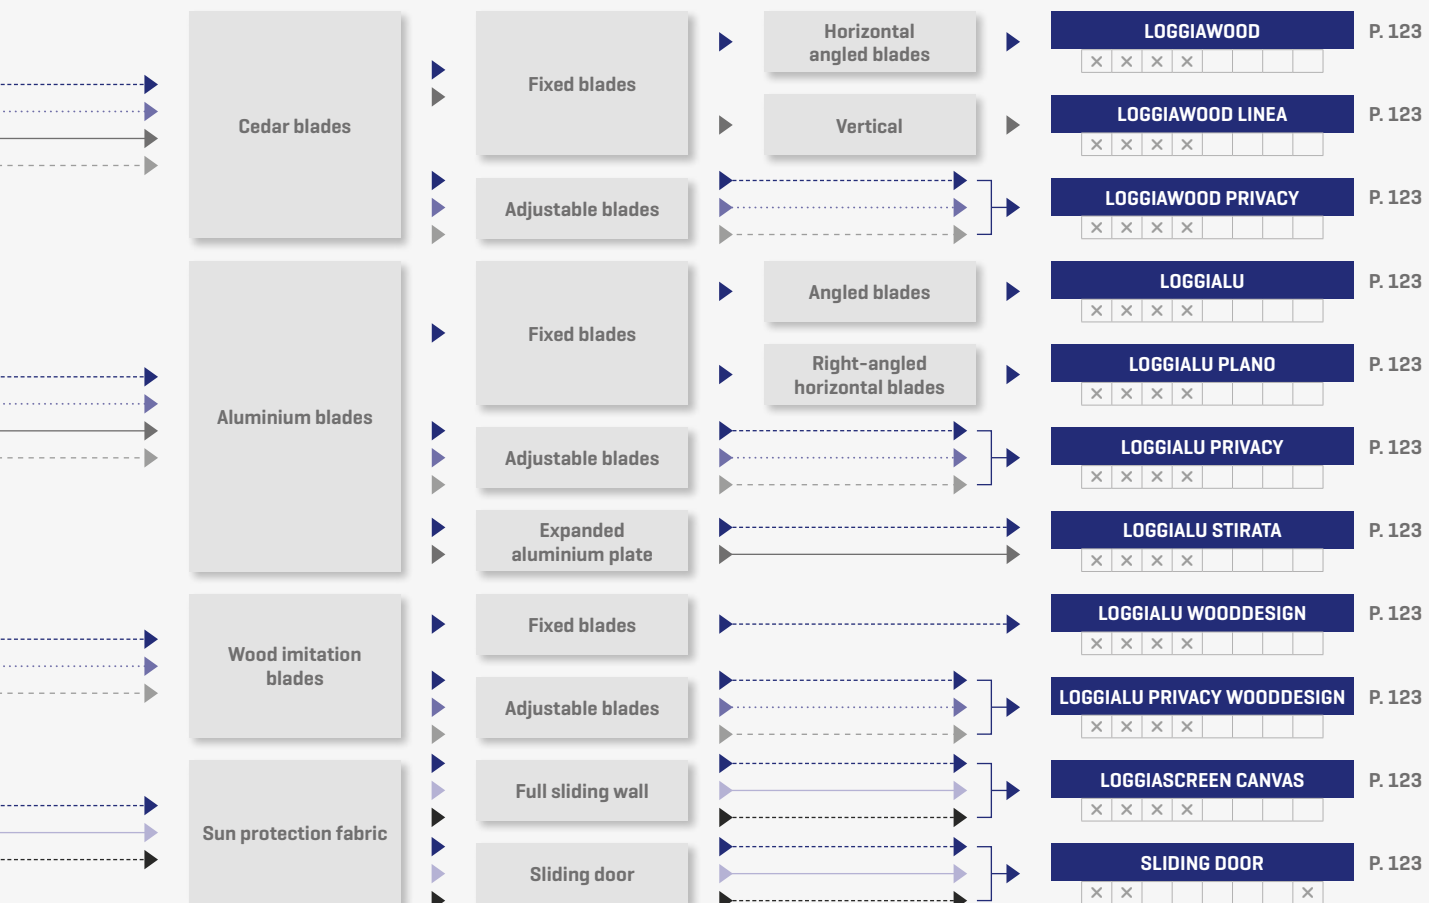 Cedar blades
Fixed blades
Horizontal
angled blades
LOGGIAWOOD
P. 123
× × × ×
Vertical
LOGGIAWOOD LINEA
P. 123
× × × ×
Adjustable blades
LOGGIAWOOD PRIVACY
P. 123
× × × ×
Aluminium blades
Fixed blades
Angled blades
LOGGIALU
P. 123
× × × ×
Right-angled
horizontal blades
LOGGIALU PLANO
P. 123
× × × ×
Adjustable blades
LOGGIALU PRIVACY
P. 123
× × × ×
Expanded
aluminium plate
LOGGIALU STIRATA
P. 123
× × × ×
Wood imitation
blades
Fixed blades
LOGGIALU WOODDESIGN
P. 123
× × × ×
Adjustable blades
LOGGIALU PRIVACY WOODDESIGN
P. 123
× × × ×
Sun protection fabric
Full sliding wall
LOGGIASCREEN CANVAS
P. 123
× × × ×
Sliding door
SLIDING DOOR
P. 123
× × ×